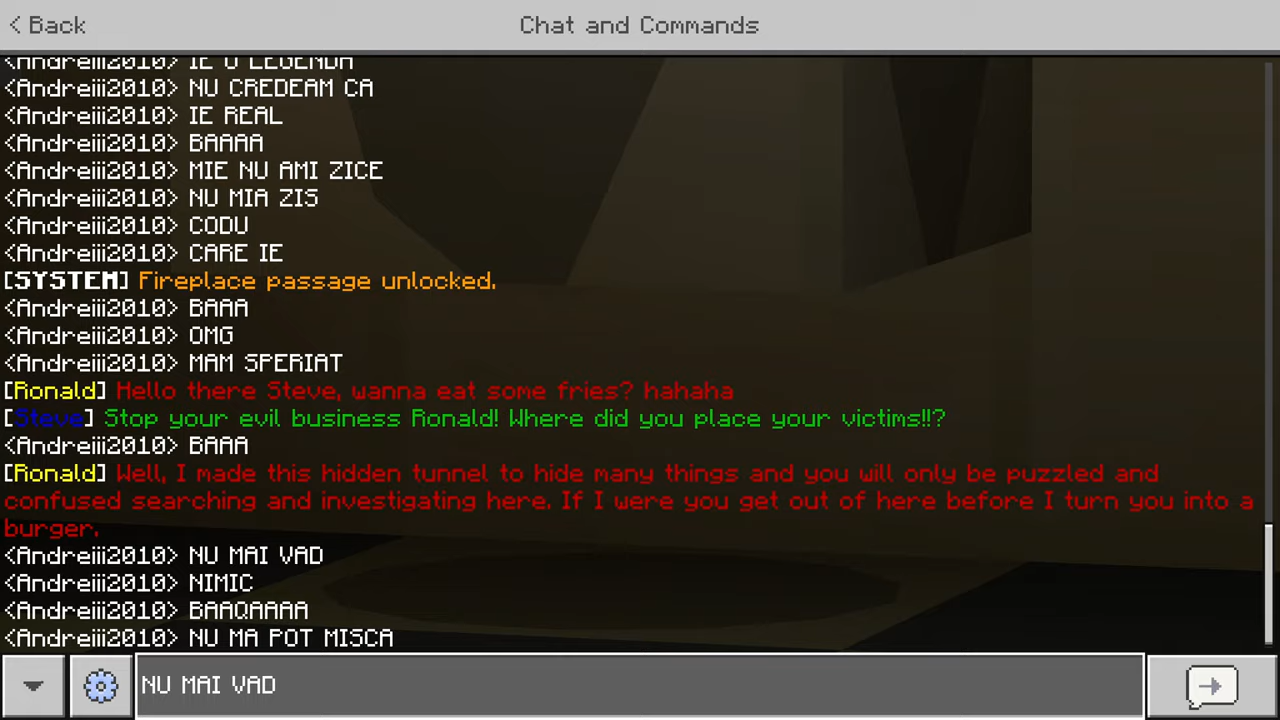 < Back
Chat and Commands
<Andreiii2010> IE O LEGENDA
<Andreiii2010> NU CREDEAM CA
<Andreiii2010> IE REAL
<Andreiii2010> BAAAA
<Andreiii2010> MIE NU AMI ZICE
<Andreiii2010> NU MIA ZIS
<Andreiii2010> CODU
<Andreiii2010> CARE IE
[SYSTEM] Fireplace passage unlocked.
<Andreiii2010> BAAA
<Andreiii2010> OMG
<Andreiii2010> MAM SPERIAT
[Ronald] Hello there Steve, wanna eat some fries? hahaha
[Steve] Stop your evil business Ronald! Where did you place your victims!!?
<Andreiii2010> BAAA
[Ronald] Well, I made this hidden tunnel to hide many things and you will only be puzzled and
confused searching and investigating here. If I were you get out of here before I turn you into a
burger.
<Andreiii2010> NU MAI VAD
<Andreiii2010> NIMIC
<Andreiii2010> BAAQAAAA
<Andreiii2010> NU MA POT MISCA
NU MAI VAD